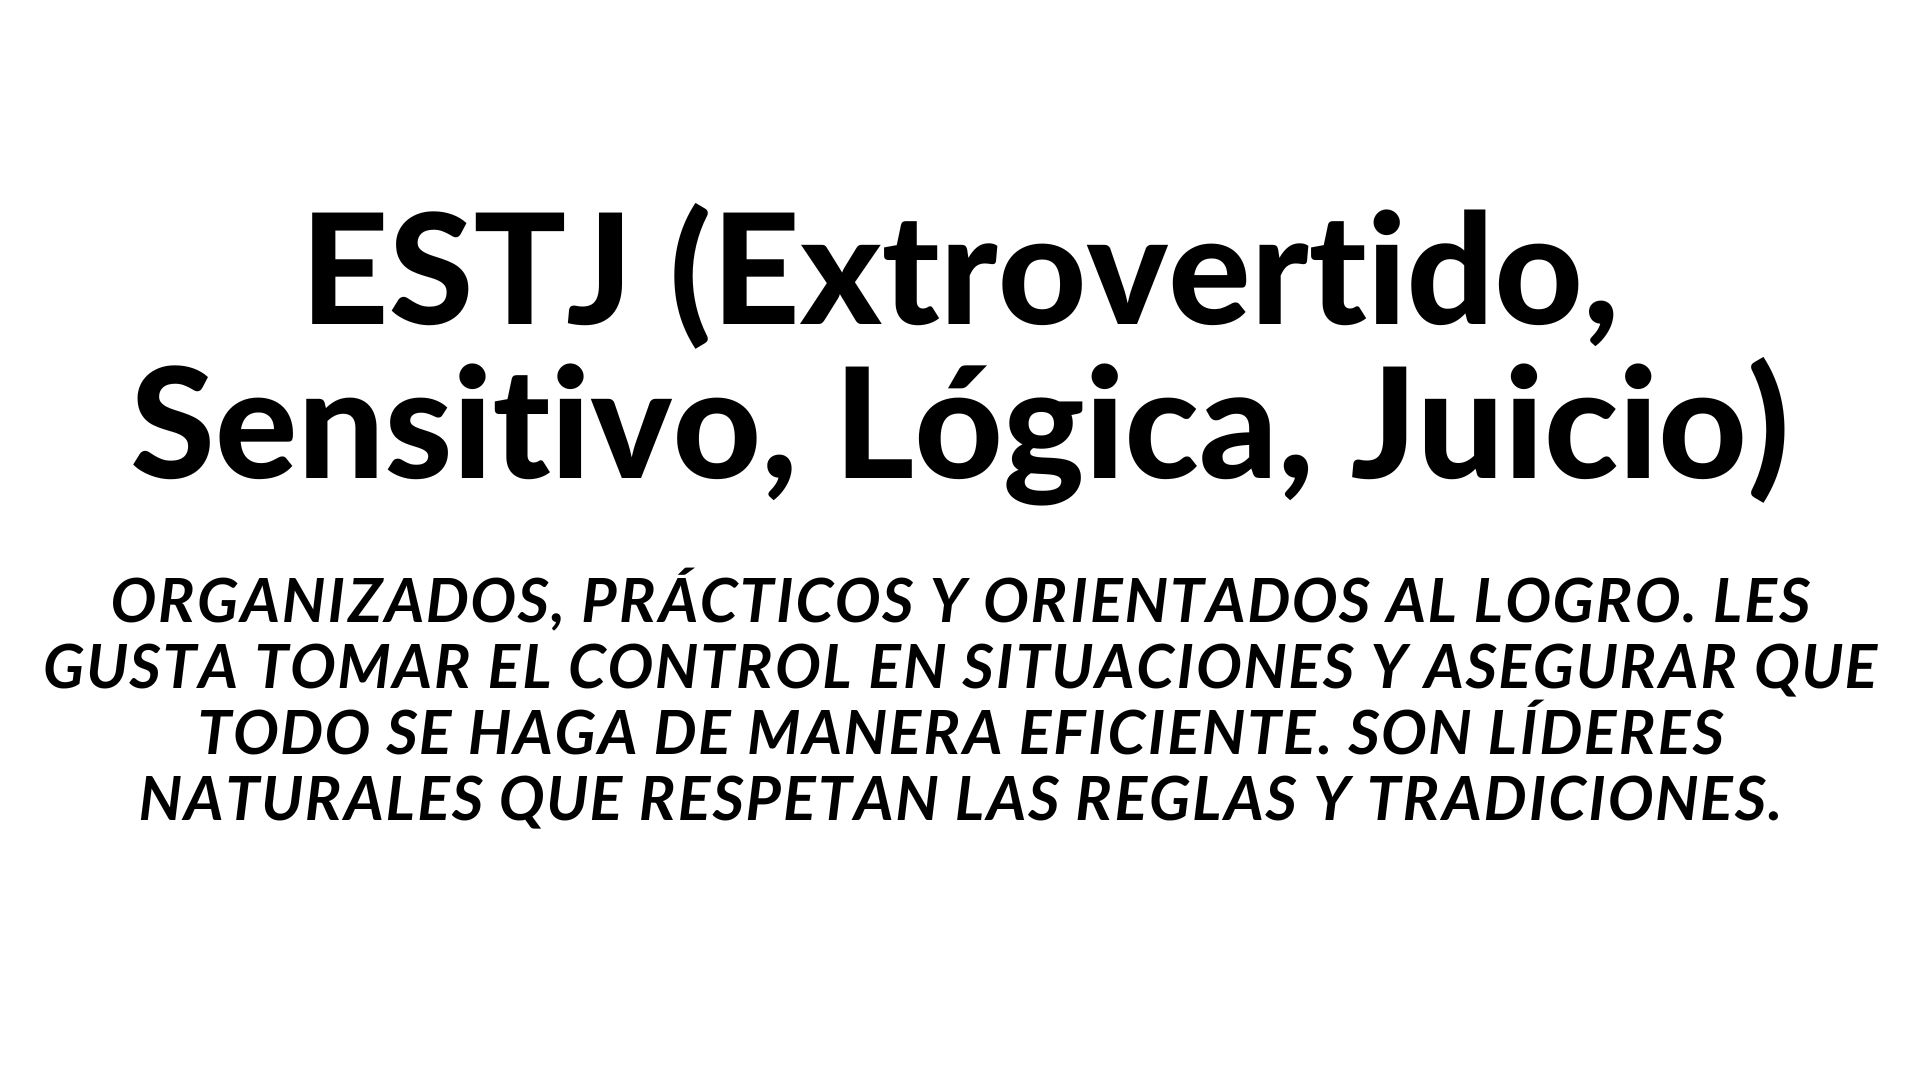 ESTJ (Extrovertido,
Sensitivo, Lógica, Juicio)
ORGANIZADOS, PRÁCTICOS Y ORIENTADOS AL LOGRO. LES
GUSTA TOMAR EL CONTROL EN SITUACIONES Y ASEGURAR QUE
TODO SE HAGA DE MANERA EFICIENTE. SON LÍDERES
NATURALES QUE RESPETAN LAS REGLAS Y TRADICIONES.